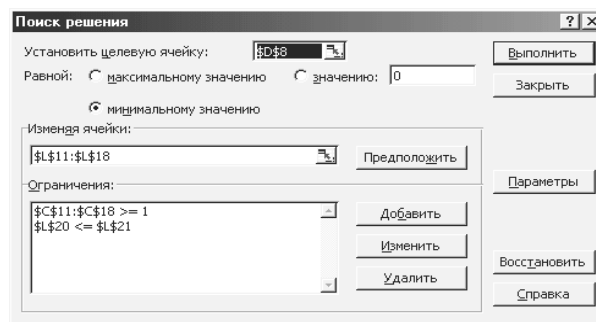 Поиск решения
Установить целевую ячейку: $D$8
Выполнить
Равной: максимальному значению значению: 0
Закрыть
минимальному значению
Изменяя ячейки:
$L$11:$L$18
Предположить
Ограничения:
Параметры
$C$11:$C$18 >= 1
$L$20 <= $L$21
Добавить
Изменить
Удалить
Восстановить
Справка